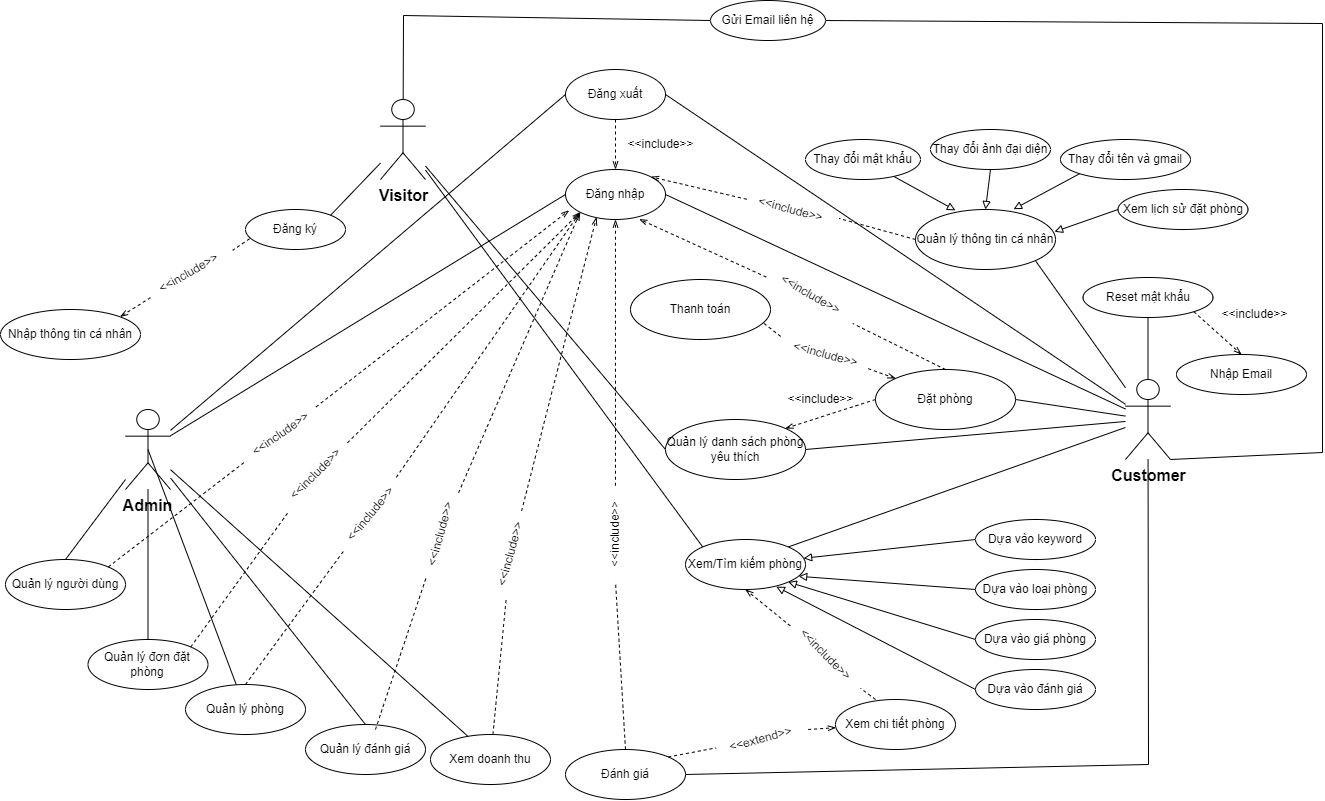 Gửi Email liên hệ
Đăng xuất
<<include>>
Thay đổi mật khẩu
Thay đổi ảnh đại diện
Thay đổi tên và gmail
Visitor
Đăng nhập
<<include>>
Xem lịch sử đặt phòng
Đăng ký
Quản lý thông tin cá nhân
<<include>>
<<include>>
Reset mật khẩu
Thanh toán
<<include>>
Nhập thông tin cá nhân
<<include>>
Nhập Email
<<include>>
Đặt phòng
<<include>>
Quản lý danh sách phòng
yêu thích
<<include>>
Customer
Admin
<<include>>
<<include>>
<<include>>
<<include>>
<<include>>
Dựa vào keyword
Xem/Tìm kiếm phòng
Quản lý người dùng
Dựa vào loại phòng
<<include>>
Dựa vào giá phòng
Quản lý đơn đặt
phòng
Dựa vào đánh giá
Quản lý phòng
Xem chi tiết phòng
<<extend>>
Quản lý đánh giá
Xem doanh thu
Đánh giá